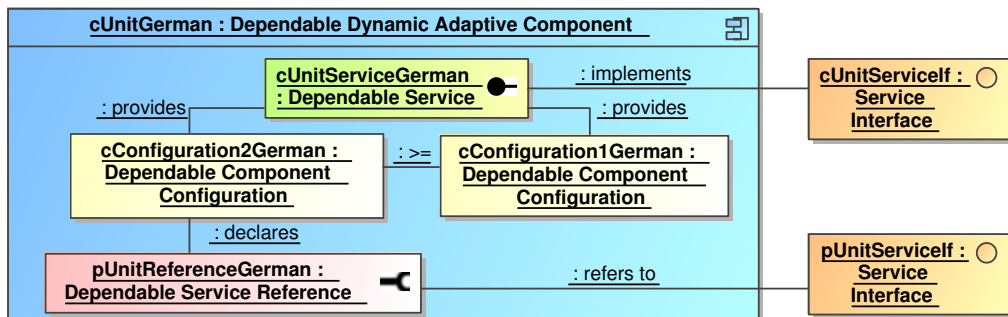 cUnitGerman : Dependable Dynamic Adaptive Component
cUnitServiceGerman
: Dependable Service
: implements
cUnitServiceIf :
Service
Interface
: provides
: provides
cConfiguration2German :
Dependable Component
Configuration
: >=
cConfiguration1German :
Dependable Component
Configuration
: declares
pUnitReferenceGerman :
Dependable Service Reference
: refers to
pUnitServiceIf :
Service
Interface